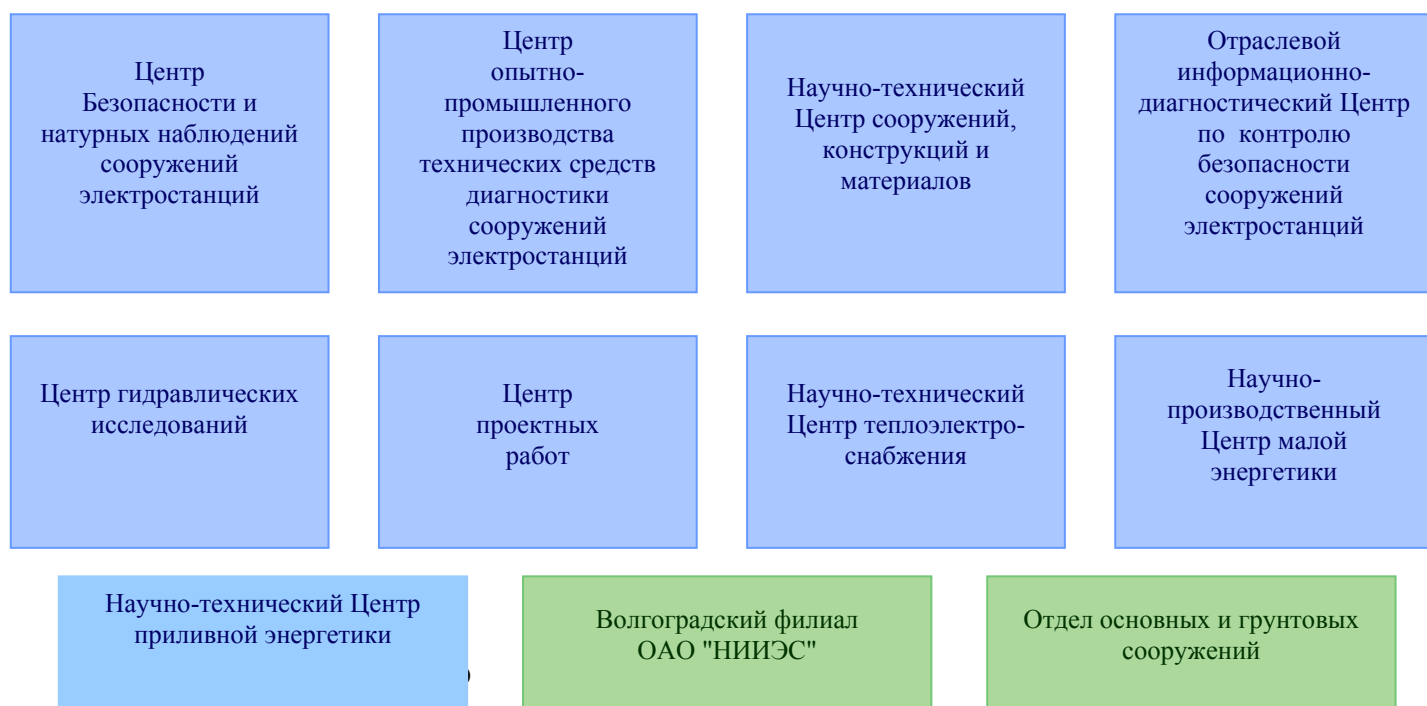 Центр
Безопасности и
натурных наблюдений
сооружений
электростанций
Центр
опытно-
промышленного
производства
технических средств
диагностики
сооружений
электростанций
Научно-технический
Центр сооружений,
конструкций и
материалов
Отраслевой
информационно-
диагностический Центр
по контролю
безопасности
сооружений
электростанций
Центр гидравлических
исследований
Центр
проектных
работ
Научно-технический
Центр теплоэлектро-
снабжения
Научно-
производственный
Центр малой
энергетики
Научно-технический Центр
приливной энергетики
Волгоградский филиал
ОАО "НИИЭС"
Отдел основных и грунтовых
сооружений